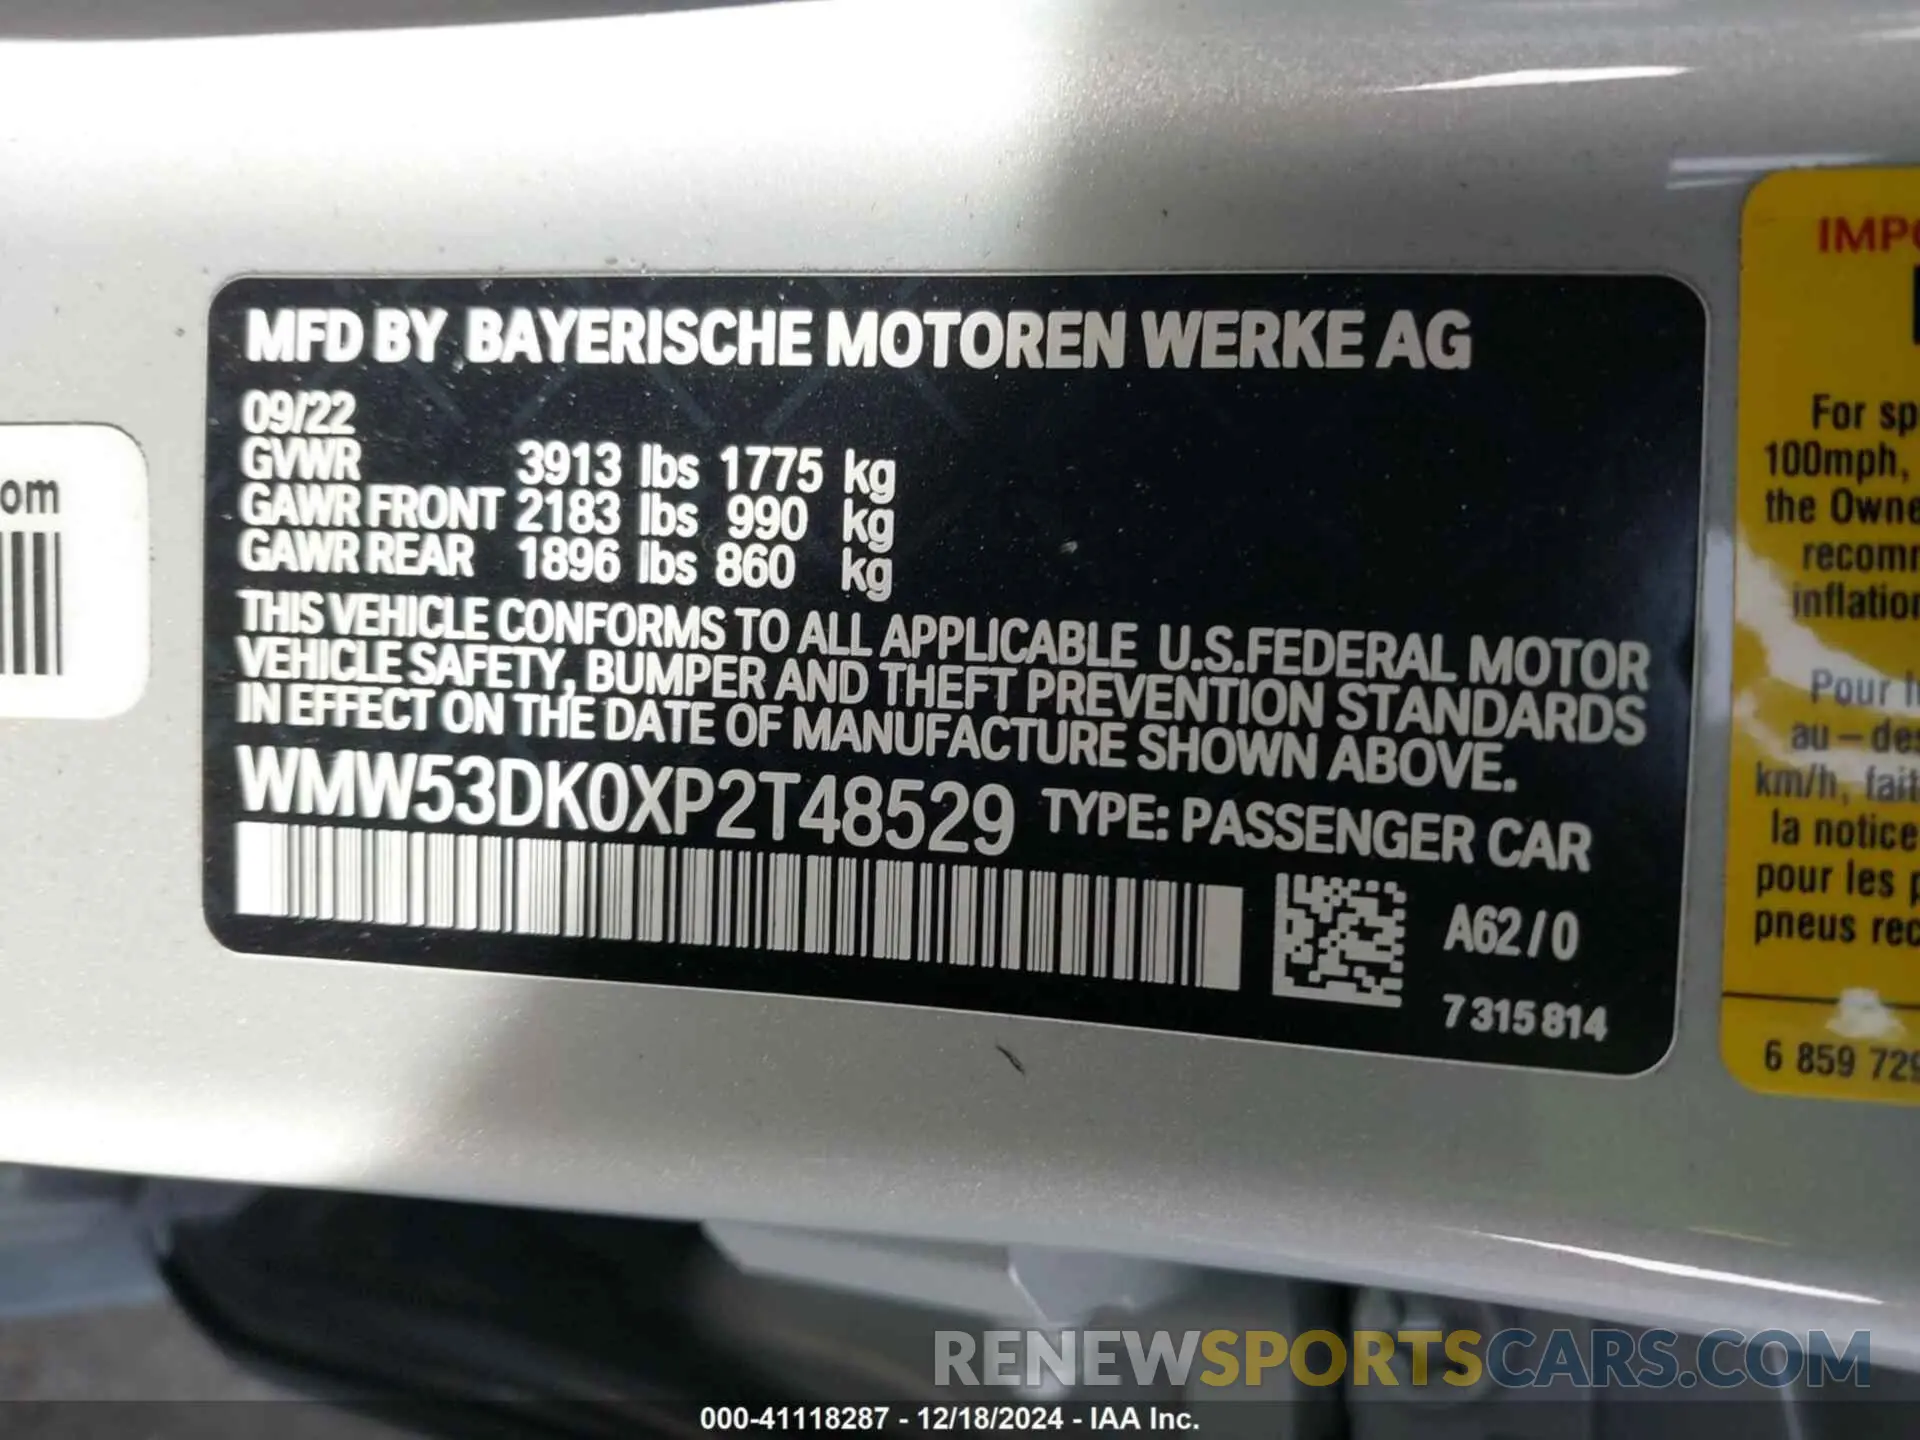 MFD BY BAYERISCHE MOTOREN WERKE AG
09/22
GVWR 3913 lbs 1775 kg
GAWR FRONT 2183 lbs 990 kg
GAWR REAR 1896 lbs 860 kg
THIS VEHICLE CONFORMS TO ALL APPLICABLE U.S.FEDERAL MOTOR
VEHICLE SAFETY, BUMPER AND THEFT PREVENTION STANDARDS
IN EFFECT ON THE DATE OF MANUFACTURE SHOWN ABOVE.
WMW53DK0XP2T48529 TYPE: PASSENGER CAR
A62/0
7 315 814
om
IMPO
For sp
100mph,
the Owne
recomm
inflation
Pour h
au-des
km/h, fait
la notice
pour les p
pneus rec
6 859 729
RENEWSPORTSCARS.COM
000-41118287 - 12/18/2024 - IAA Inc.